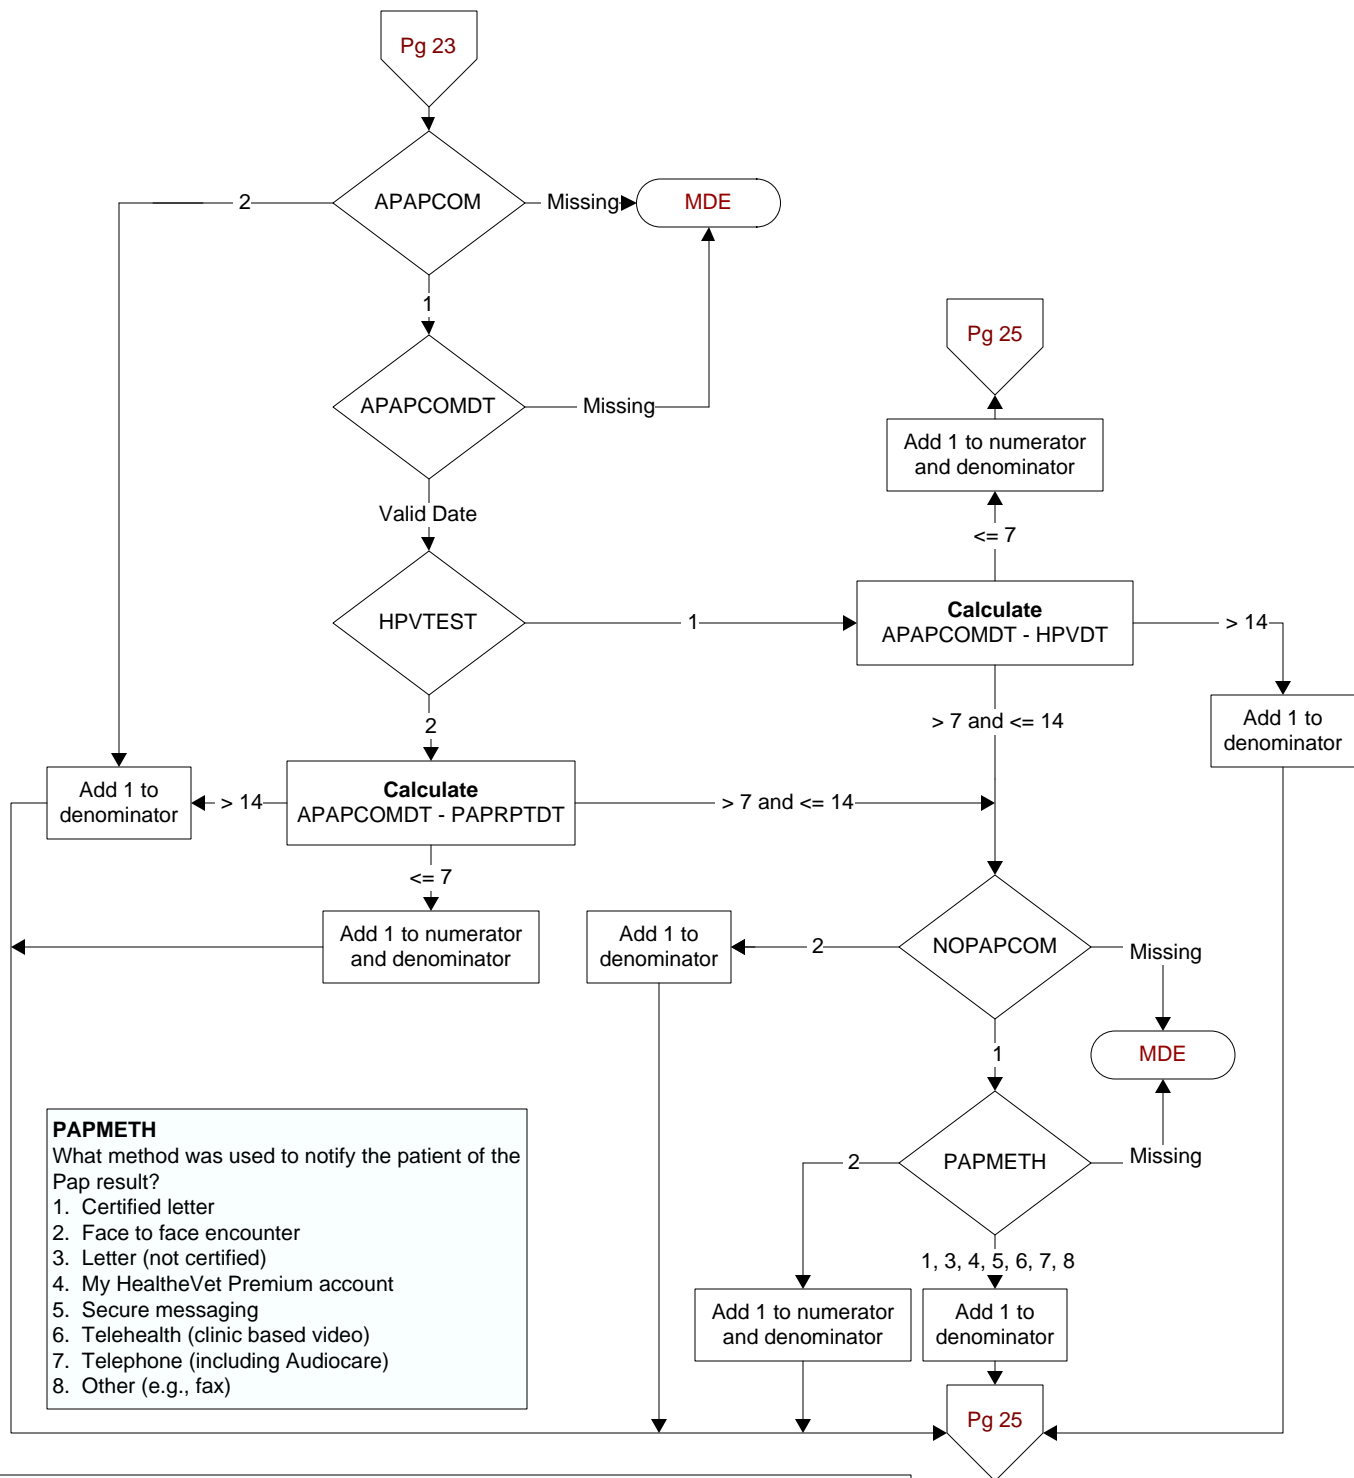 Pg 23
APAPCOM
2
Missing
MDE
1
APAPCOMDT
Missing
Valid Date
Pg 25
Add 1 to numerator
and denominator
<= 7
HPVTEST
1
Calculate
APAPCOMDT - HPVDT
> 14
2
> 7 and <= 14
Add 1 to
denominator
Add 1 to
denominator
> 14
Calculate
APAPCOMDT - PAPRPTDT
> 7 and <= 14
<= 7
Add 1 to numerator
and denominator
Add 1 to
denominator
2
NOPAPCOM
Missing
1
MDE
PAPMETH
What method was used to notify the patient of the
Pap result?
1. Certified letter
2. Face to face encounter
3. Letter (not certified)
4. My HealtheVet Premium account
5. Secure messaging
6. Telehealth (clinic based video)
7. Telephone (including Audiocare)
8. Other (e.g., fax)
2
PAPMETH
Missing
1, 3, 4, 5, 6, 7, 8
Add 1 to numerator
and denominator
Add 1 to
denominator
Pg 25